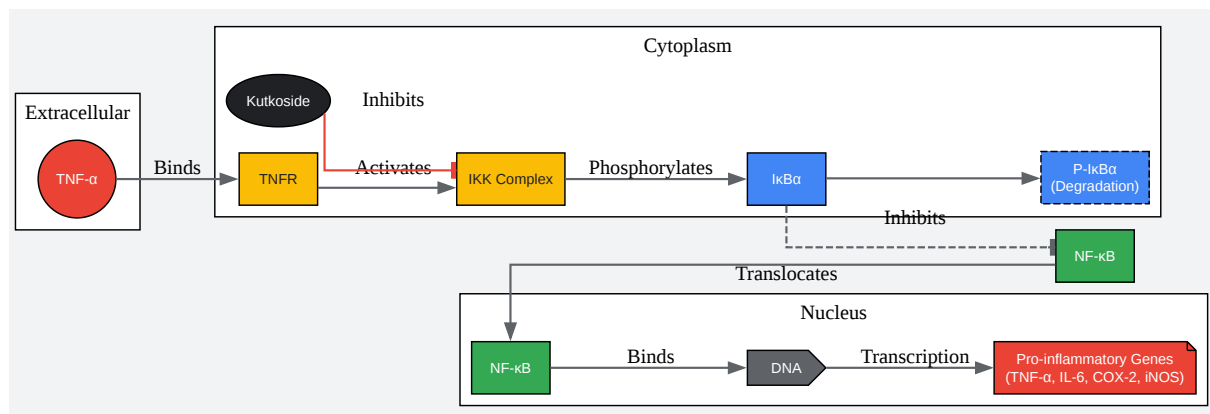 Cytoplasm
Extracellular
Kutkoside
Inhibits
TNF-α
Binds
TNFR
Activates
IKK Complex
Phosphorylates
IκBα
P-IκBα
(Degradation)
Inhibits
NF-κB
Translocates
Nucleus
NF-κB
Binds
DNA
Transcription
Pro-inflammatory Genes
(TNF-α, IL-6, COX-2, iNOS)